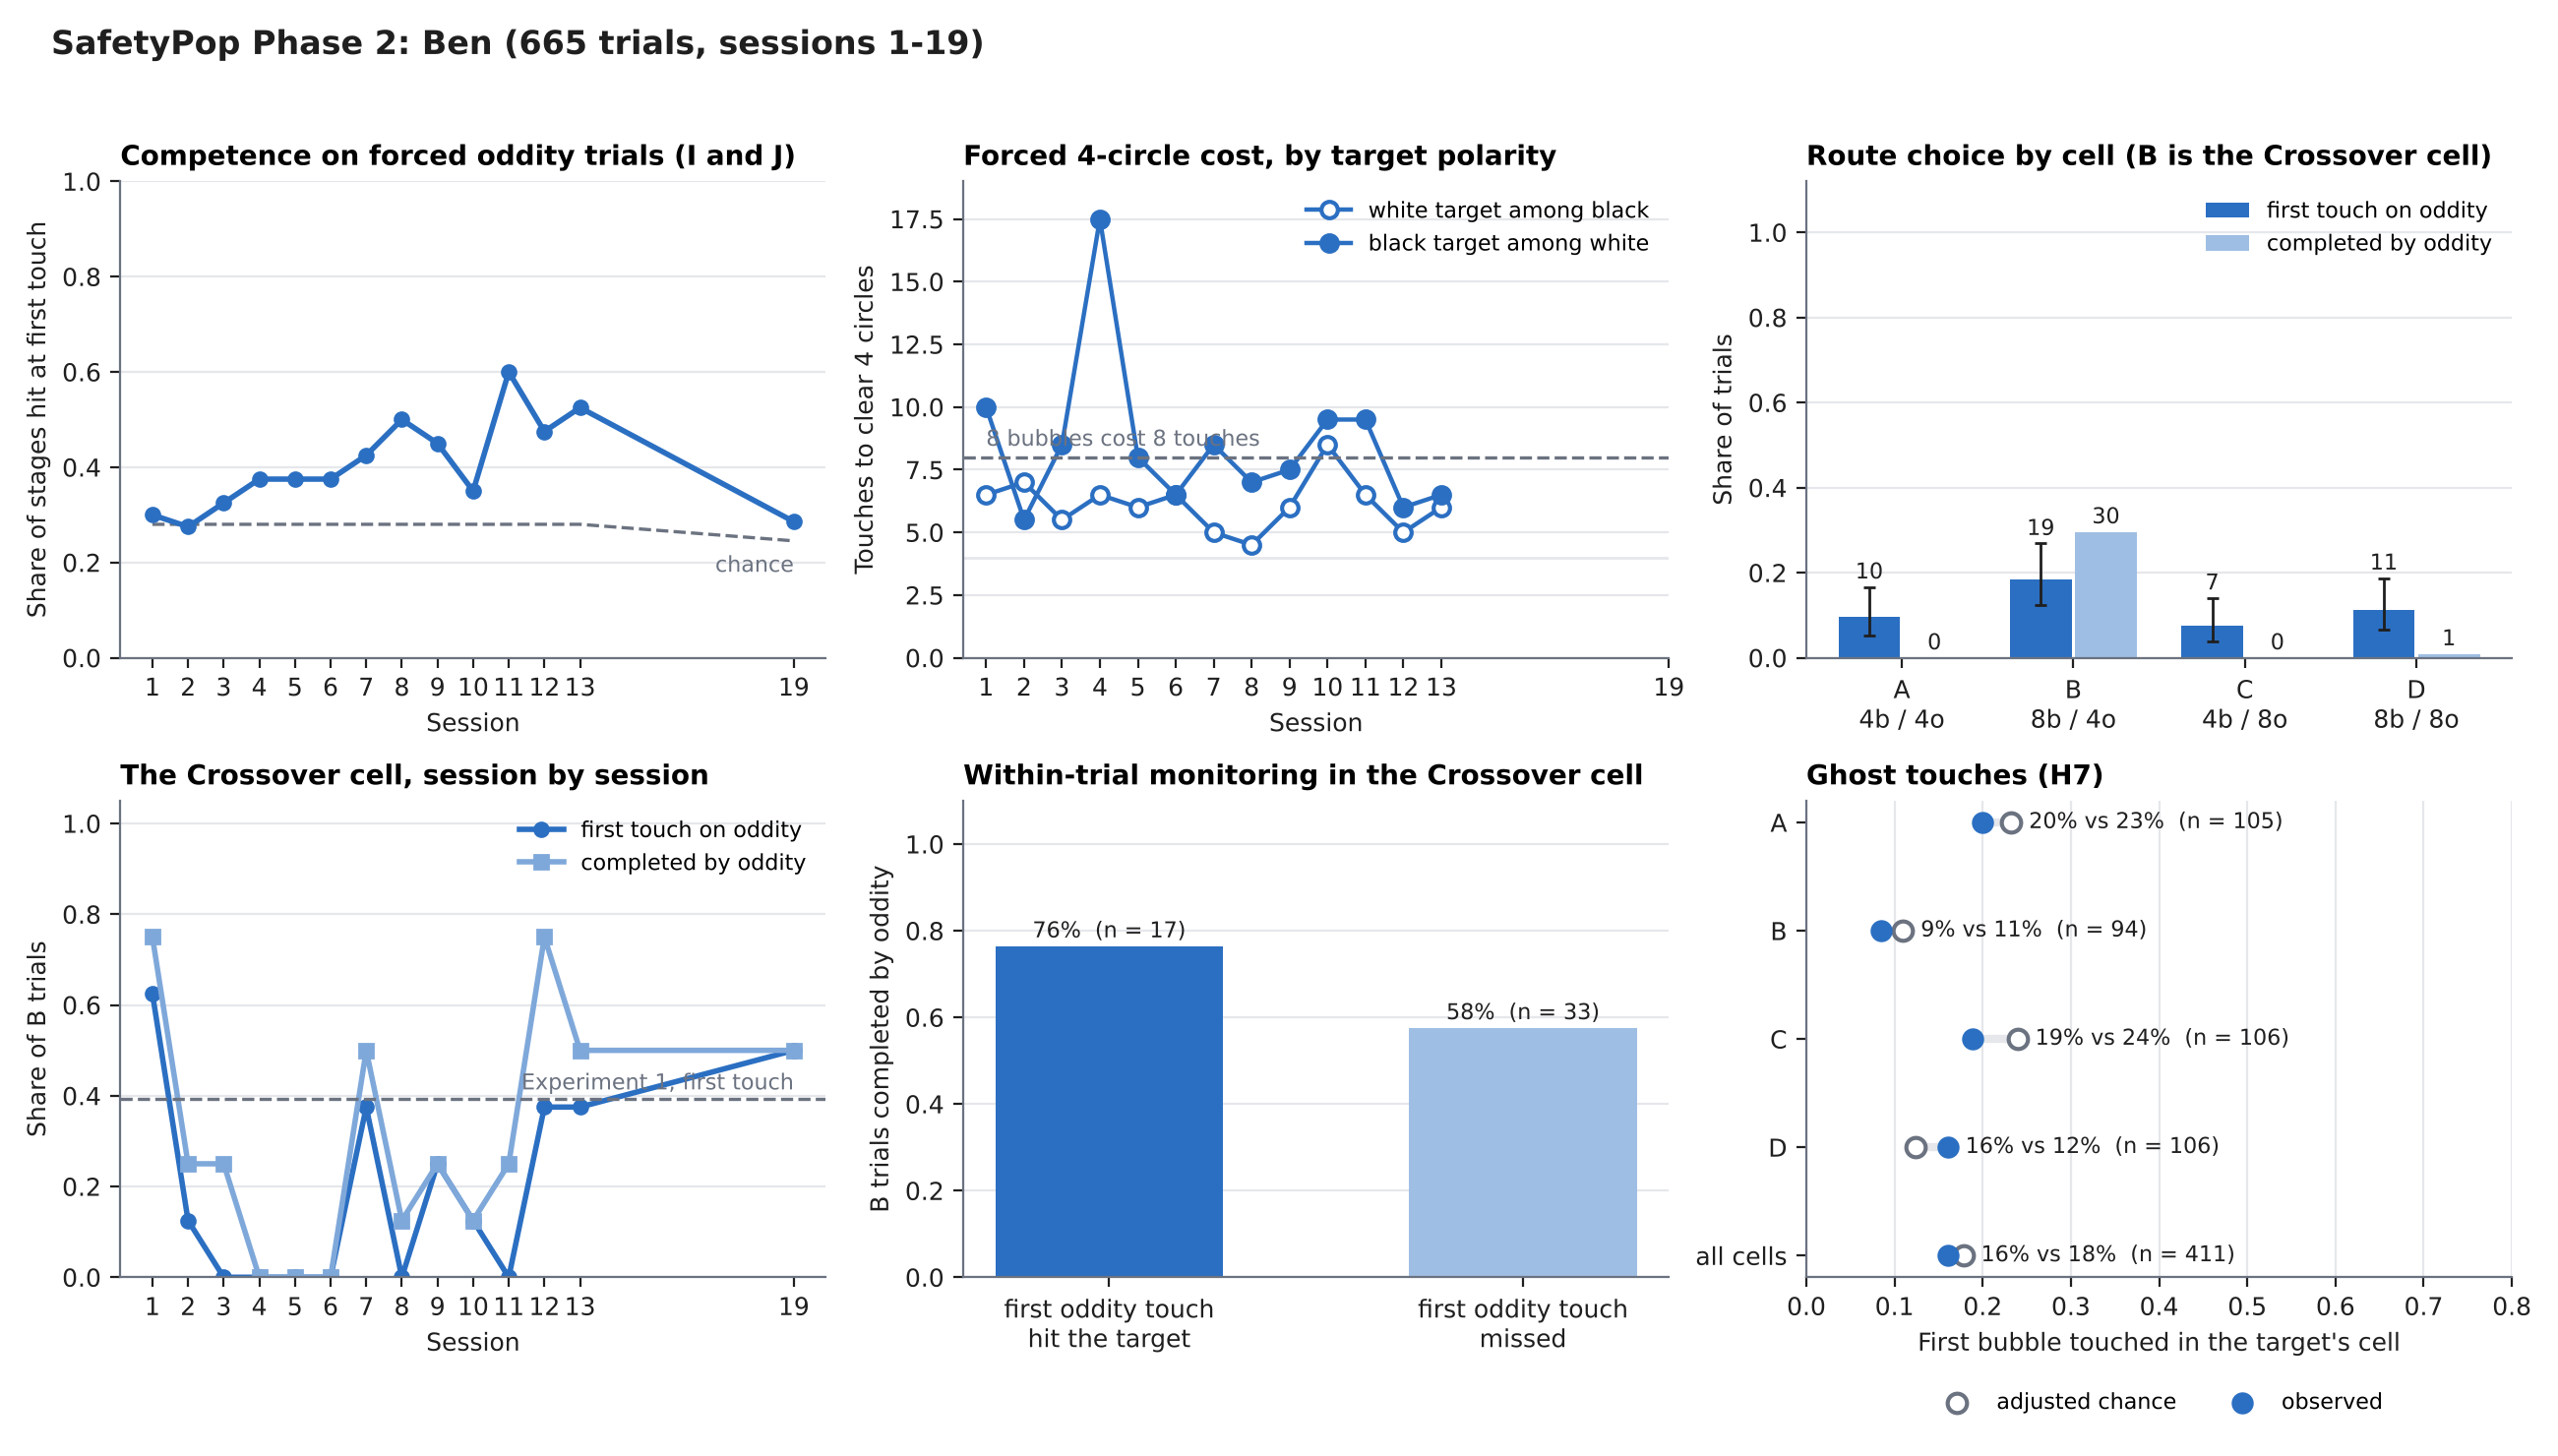 SafetyPop Phase 2: Ben (665 trials, sessions 1-19)
Competence on forced oddity trials (I and J)
Share of stages hit at first touch
1.0
0.8
0.6
0.4
0.2
0.0
chance
1 2 3 4 5 6 7 8 9 10 11 12 13 19
Session
Forced 4-circle cost, by target polarity
Touches to clear 4 circles
17.5
15.0
12.5
10.0
7.5
5.0
2.5
0.0
white target among black
black target among white
8 bubbles cost 8 touches
1 2 3 4 5 6 7 8 9 10 11 12 13 19
Session
Route choice by cell (B is the Crossover cell)
Share of trials
1.0
0.8
0.6
0.4
0.2
0.0
first touch on oddity
completed by oddity
10 0 19 30 7 0 11 1
A B C D
4b / 4o 8b / 4o 4b / 8o 8b / 8o
The Crossover cell, session by session
Share of B trials
1.0
0.8
0.6
0.4
0.2
0.0
first touch on oddity
completed by oddity
Experiment 1, first touch
1 2 3 4 5 6 7 8 9 10 11 12 13 19
Session
Within-trial monitoring in the Crossover cell
B trials completed by oddity
1.0
0.8
0.6
0.4
0.2
0.0
76% (n = 17)
58% (n = 33)
first oddity touch
hit the target
first oddity touch
missed
Ghost touches (H7)
A 20% vs 23% (n = 105)
B 9% vs 11% (n = 94)
C 19% vs 24% (n = 106)
D 16% vs 12% (n = 106)
all cells 16% vs 18% (n = 411)
0.0 0.1 0.2 0.3 0.4 0.5 0.6 0.7 0.8
First bubble touched in the target's cell
adjusted chance observed